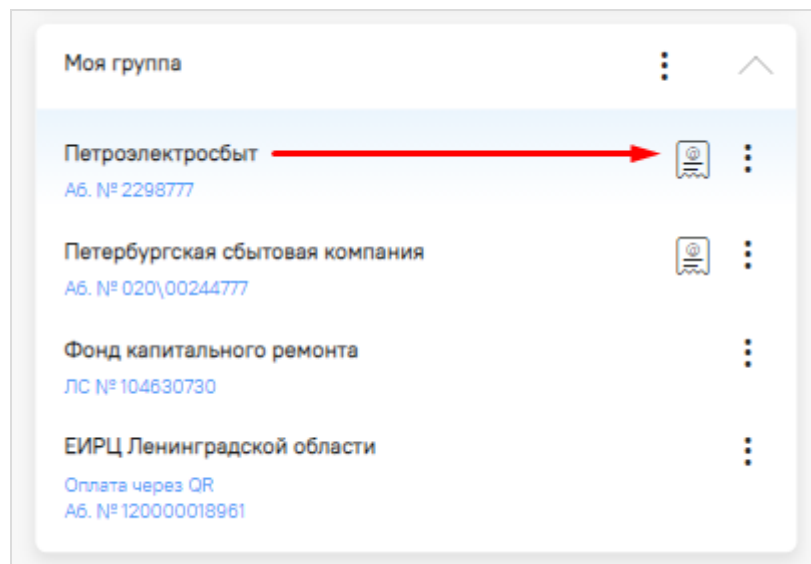 Моя группа
Петроэлектросбыт
Аб. № 2298777
Петербургская сбытовая компания
Аб. № 020\00244777
Фонд капитального ремонта
ЛС № 104630730
ЕИРЦ Ленинградской области
Оплата через QR
Аб. № 120000018961